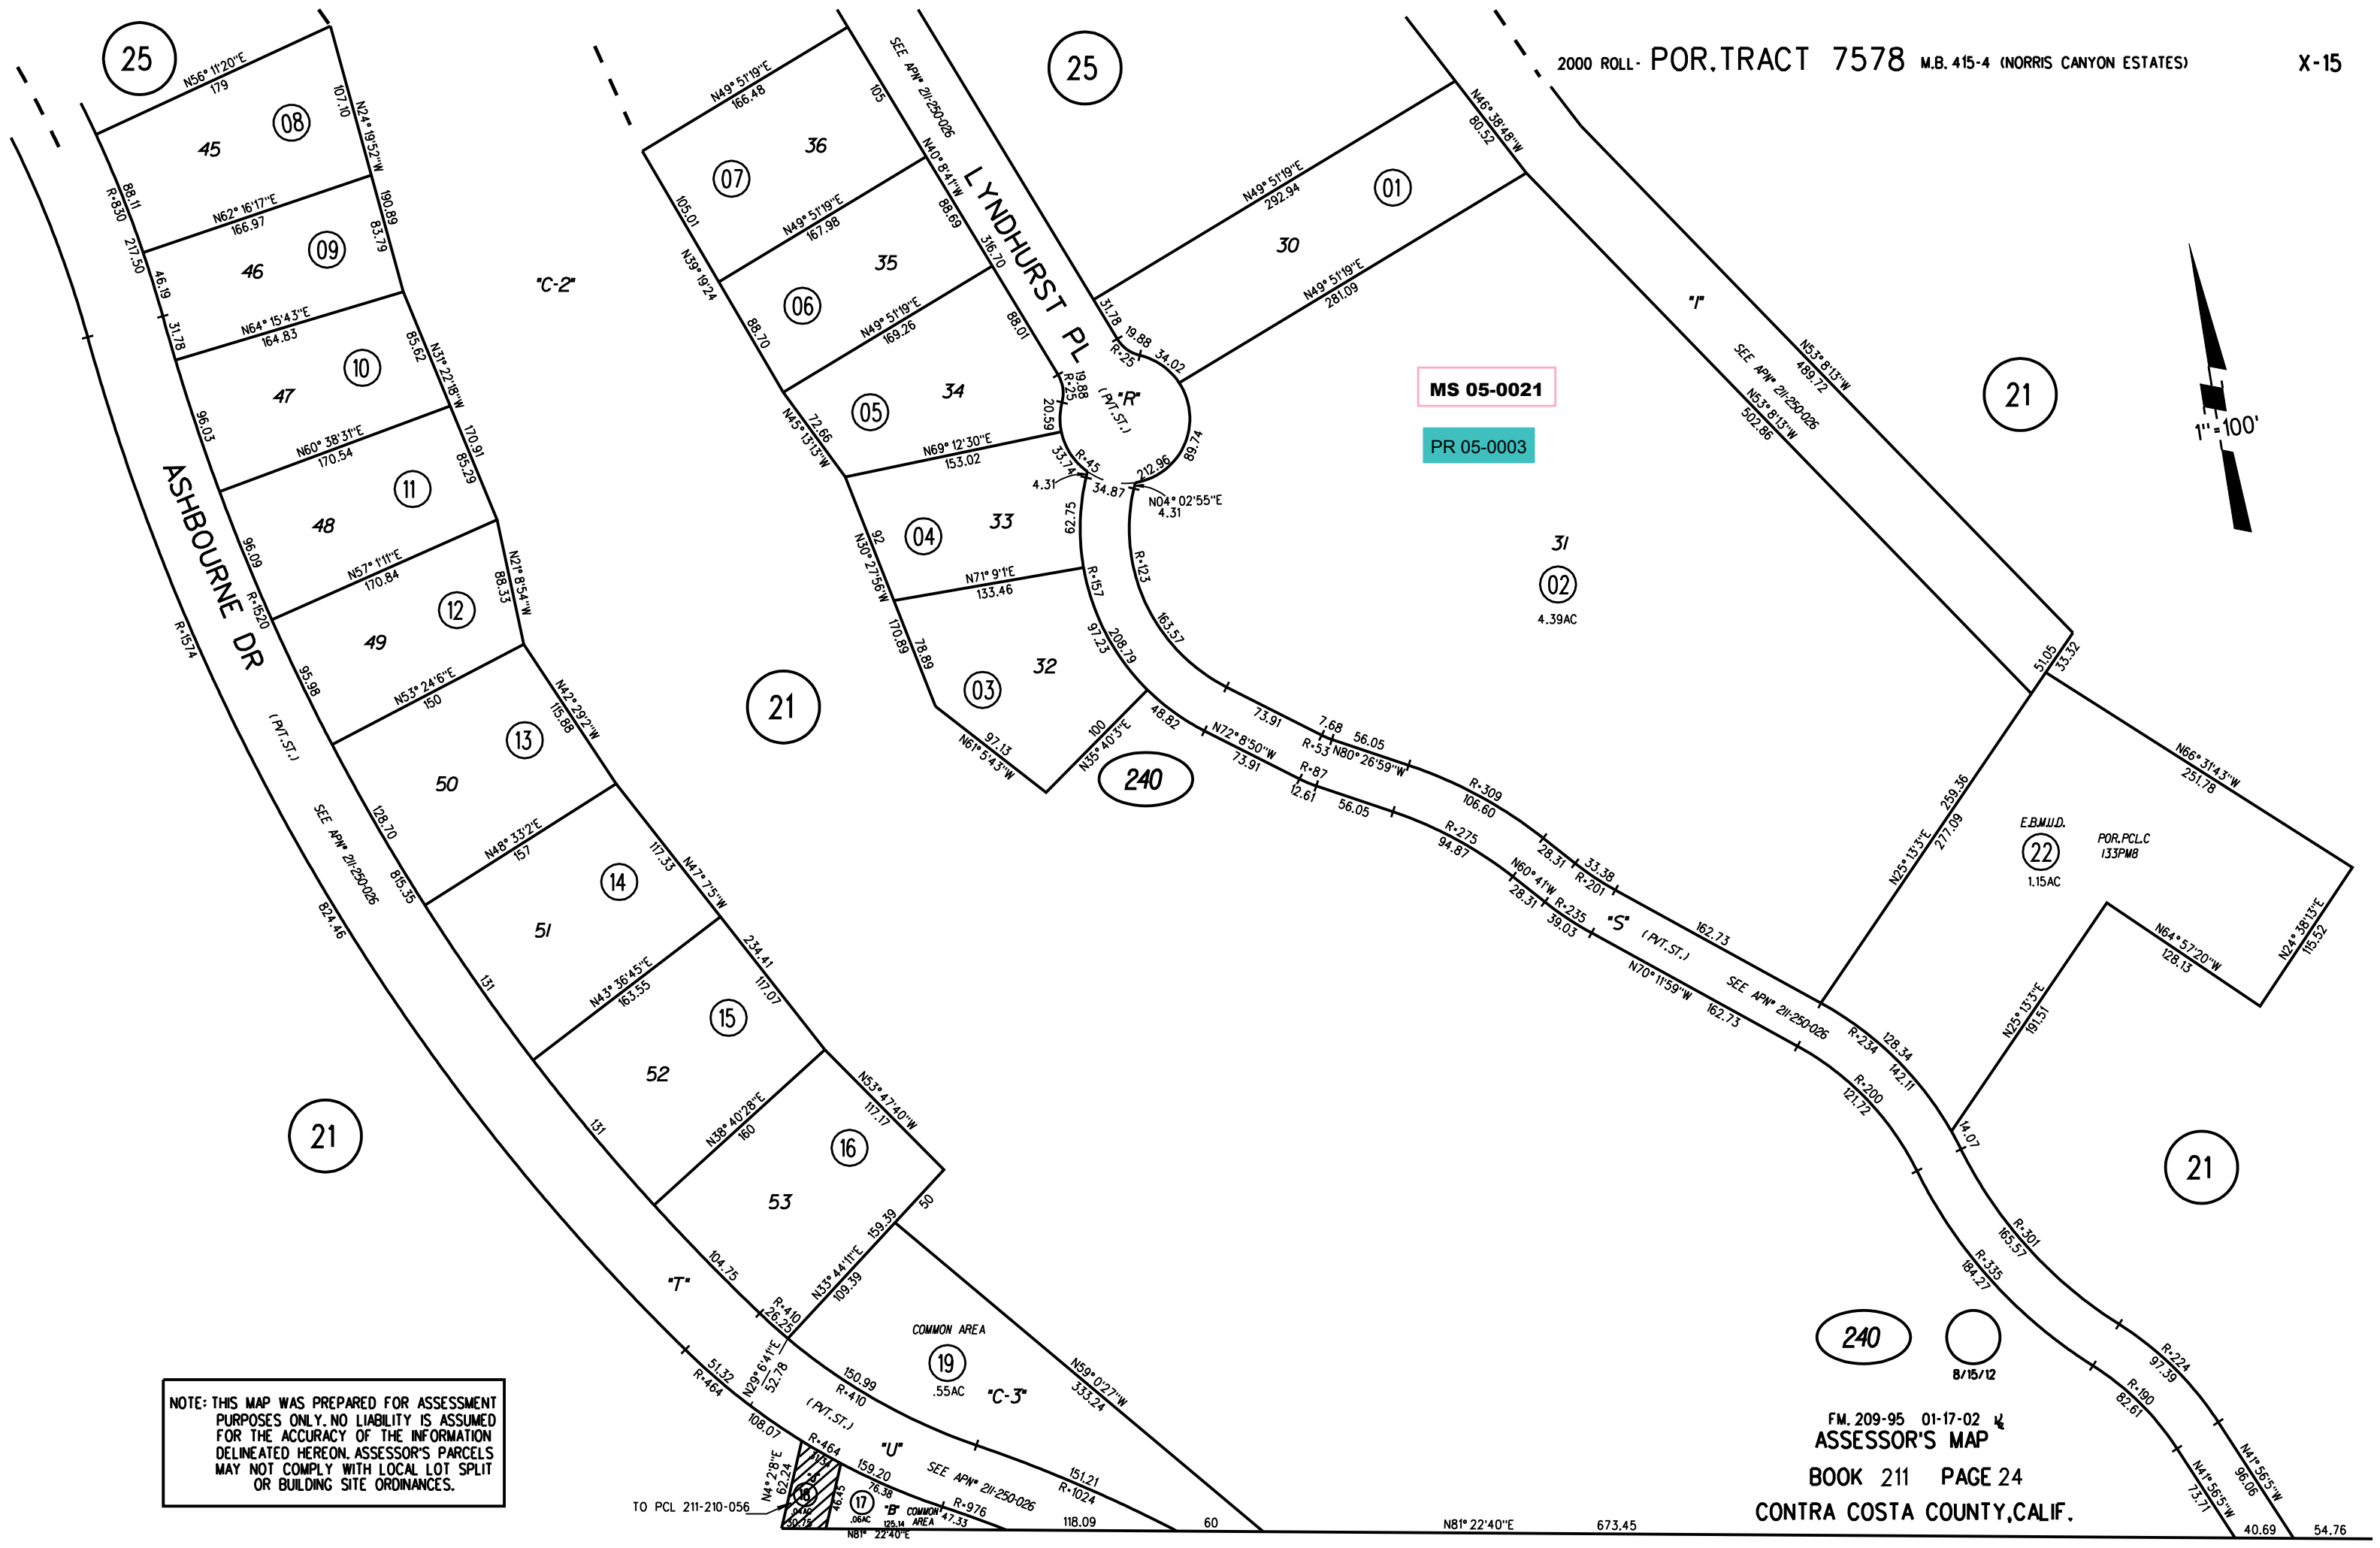 2000 ROLL- POR.TRACT 7578 M.B. 415-4 (NORRIS CANYON ESTATES)
X-15
25
25
21
21
21
21
N56° 11'20"E
179
107.10
N24° 19'52"W
45
08
88.11
R=830
217.50
N62° 16'17"E
166.97
190.89
83.79
46
09
46.19
31.78
N64° 15'43"E
164.83
85.62
N31° 22'18"W
47
10
96.03
N60° 38'31"E
170.54
170.91
85.29
48
11
96.09
N57° 1'11"E
170.84
N21° 8'54"W
88.33
R=1520
49
12
95.98
N53° 24'6"E
150
N42° 29'2"W
115.88
50
13
128.70
N48° 33'2"E
157
117.33
N47° 7'5"W
51
14
815.35
131
N43° 36'45"E
163.55
234.41
117.07
52
15
131
N38° 40'28"E
160
N53° 47'40"W
117.17
53
16
50
159.39
N33° 44'11"E
109.39
104.75
R=410
26.25
ASHBOURNE DR
(PVT.ST.)
SEE APN° 211-250-026
R=1574
824.46
"T"
"C-2"
N49° 51'19"E
166.48
105
36
07
105.01
N39° 19'24
N49° 51'19"E
167.98
N40° 8'41"W
88.69
35
06
88.70
316.70
N49° 51'19"E
169.26
88.01
34
05
72.66
N45° 13'13"W
N69° 12'30"E
153.02
19.88
R=25
20.59
33.74
R=45
4.31
34.87
33
04
92
N30° 27'56"W
62.75
N71° 9'1"E
133.46
R=157
32
03
170.89
78.89
97.23
208.79
97.13
N61° 5'43"W
100
N35° 40'3"E
48.82
SEE APN° 211-250-026
LYNDHURST PL
"R"
(PVT.ST.)
N46° 38'48"W
80.52
N49° 51'19"E
292.94
01
30
N49° 51'19"E
281.09
31.78
19.88
R=25
34.02
89.74
212.96
N04° 02'55"E
4.31
R=123
163.57
MS 05-0021
PR 05-0003
31
02
4.39AC
"I"
SEE APN° 211-250-026
N53° 8'13"W
489.72
N53° 8'13"W
502.86
1"=100'
51.05
33.32
N66° 31'43"W
251.78
259.36
N25° 13'3"E
277.09
E.B.M.U.D.
22
1.15AC
POR.PCL.C
133PM8
N24° 38'13"E
115.52
N64° 57'20"W
128.13
N25° 13'3"E
191.51
240
73.91
7.68
56.05
R=53
N80° 26'59"W
N72° 8'50"W
73.91
R=87
12.61
56.05
R=309
106.60
R=275
94.87
28.31
33.38
R=201
N60° 41'W
28.31
R=235
39.03
"S"
(PVT.ST.)
162.73
N70° 11'59"W
162.73
SEE APN° 211-250-026
R=234
128.34
142.11
R=200
121.72
14.07
R=301
165.57
R=335
184.27
R=224
97.39
R=190
82.61
N41° 56'5"W
96.06
N41° 56'5"W
73.71
51.32
R=464
N29° 6'41"E
52.78
108.07
COMMON AREA
19
.55AC
"C-3"
150.99
R=410
(PVT.ST.)
N59° 0'27"W
333.24
R=464
"U"
SEE APN° 211-250-026
159.20
76.38
151.21
R=1024
R=976
47.33
N4° 2'8"E
62.24
46.45
18
30.75
17
.06AC
"B" COMMON
125.14 AREA
N81° 22'40"E
TO PCL 211-210-056
118.09
60
N81° 22'40"E
673.45
40.69
54.76
NOTE: THIS MAP WAS PREPARED FOR ASSESSMENT
PURPOSES ONLY. NO LIABILITY IS ASSUMED
FOR THE ACCURACY OF THE INFORMATION
DELINEATED HEREON. ASSESSOR'S PARCELS
MAY NOT COMPLY WITH LOCAL LOT SPLIT
OR BUILDING SITE ORDINANCES.
240
8/15/12
FM. 209-95 01-17-02
ASSESSOR'S MAP
BOOK 211 PAGE 24
CONTRA COSTA COUNTY,CALIF.